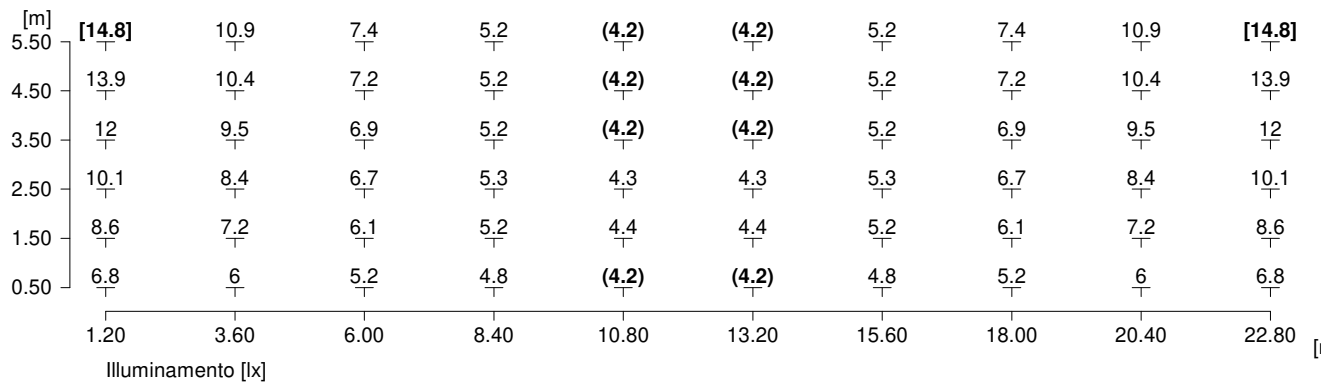 [m]
5.50 [14.8] 10.9 7.4 5.2 (4.2) (4.2) 5.2 7.4 10.9 [14.8]
4.50 13.9 10.4 7.2 5.2 (4.2) (4.2) 5.2 7.2 10.4 13.9
3.50 12 9.5 6.9 5.2 (4.2) (4.2) 5.2 6.9 9.5 12
2.50 10.1 8.4 6.7 5.3 4.3 4.3 5.3 6.7 8.4 10.1
1.50 8.6 7.2 6.1 5.2 4.4 4.4 5.2 6.1 7.2 8.6
0.50 6.8 6 5.2 4.8 (4.2) (4.2) 4.8 5.2 6 6.8
1.20 3.60 6.00 8.40 10.80 13.20 15.60 18.00 20.40 22.80
Illuminamento [lx]